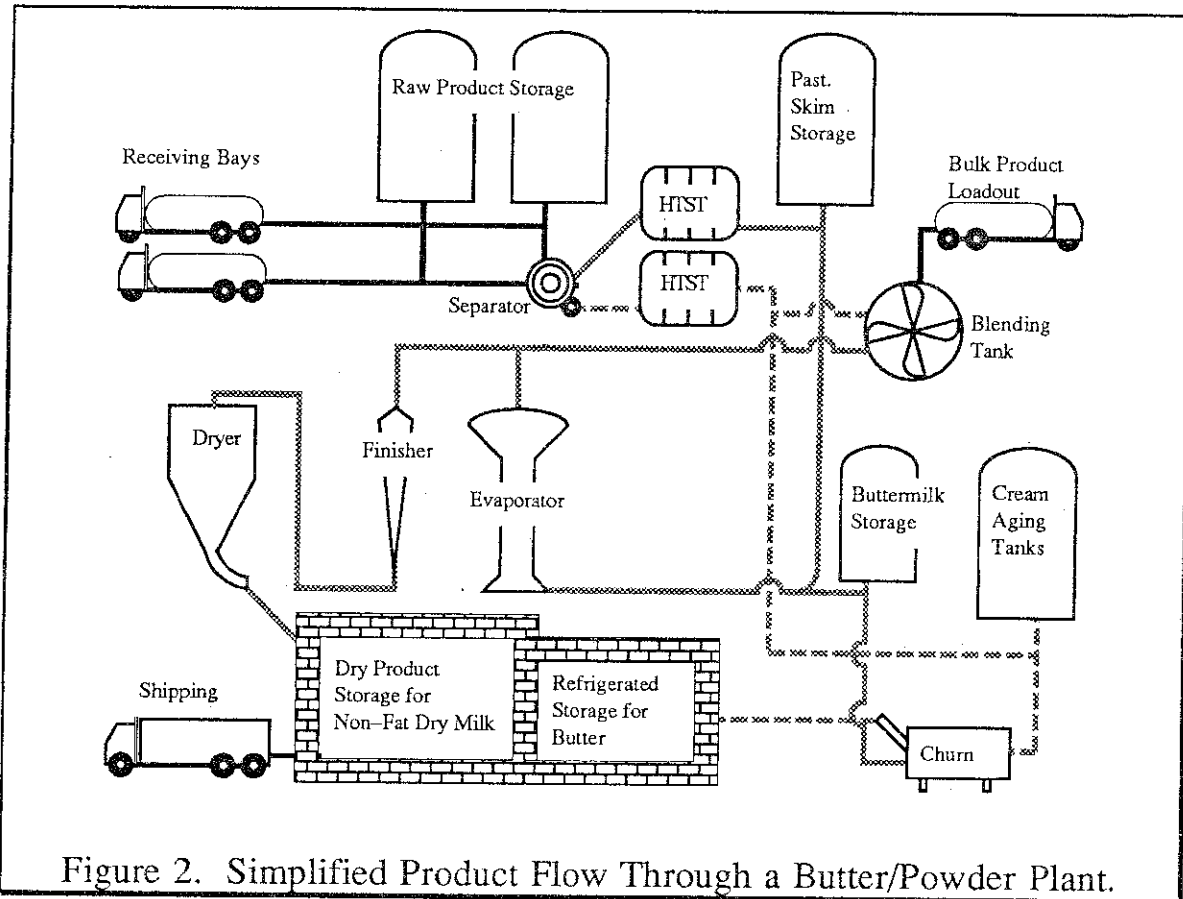 Raw Product Storage
Past.
Skim
Storage
Receiving Bays
Bulk Product
Loadout
HTST
HTST
Separator
Blending
Tank
Dryer
Finisher
Evaporator
Buttermilk
Storage
Cream
Aging
Tanks
Dry Product
Storage for
Non-Fat Dry Milk
Refrigerated
Storage for
Butter
Shipping
Churn
Figure 2. Simplified Product Flow Through a Butter/Powder Plant.